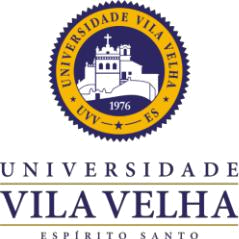 UNIVERSIDADE VILA VELHA
1976
UVV ★ ES
UNIVERSIDADE
VILA VELHA
ESPÍRITO SANTO